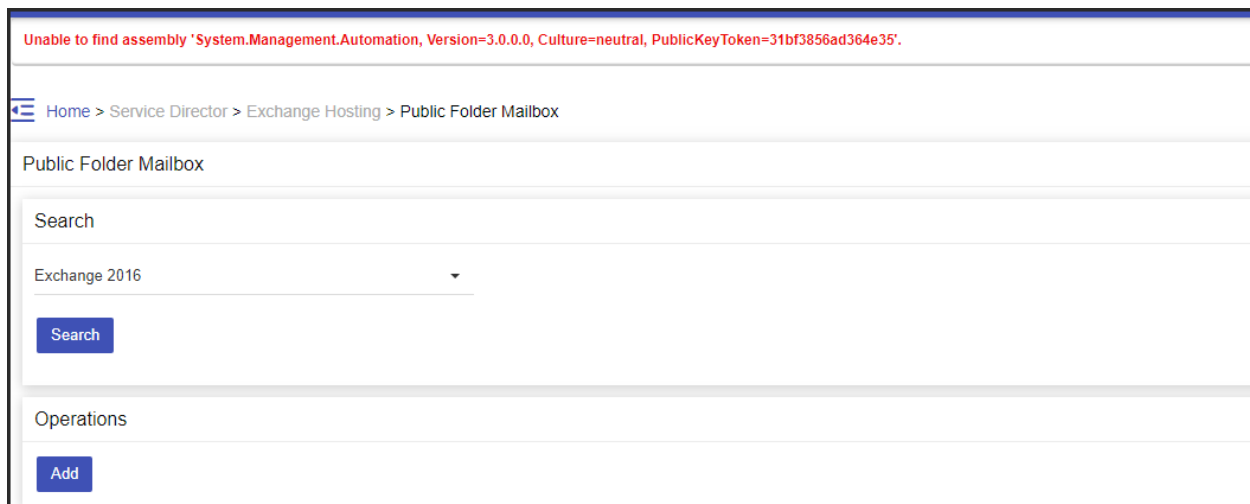 Unable to find assembly 'System.Management.Automation, Version=3.0.0.0, Culture=neutral, PublicKeyToken=31bf3856ad364e35'.
Home > Service Director > Exchange Hosting > Public Folder Mailbox
Public Folder Mailbox
Search
Exchange 2016
Search
Operations
Add